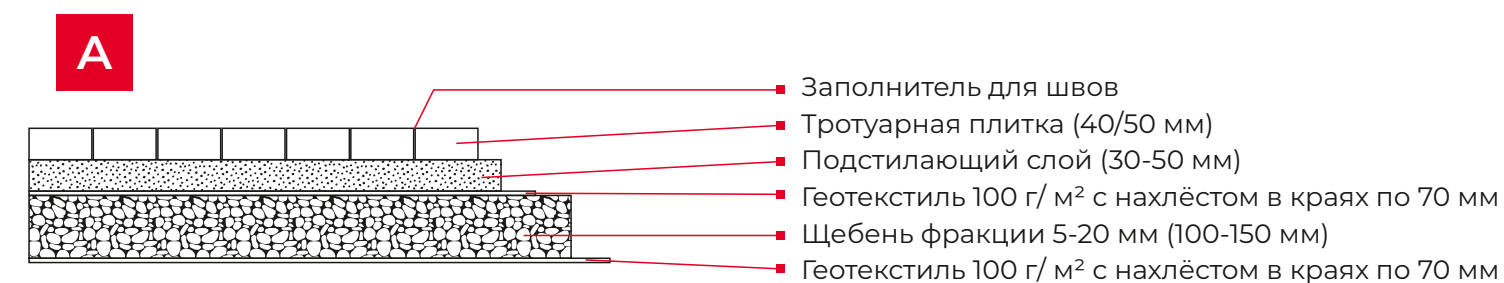 А
Заполнитель для швов
Тротуарная плитка (40/50 мм)
Подстилающий слой (30-50 мм)
Геотекстиль 100 г/ м² с нахлёстом в краях по 70 мм
Щебень фракции 5-20 мм (100-150 мм)
Геотекстиль 100 г/ м² с нахлёстом в краях по 70 мм